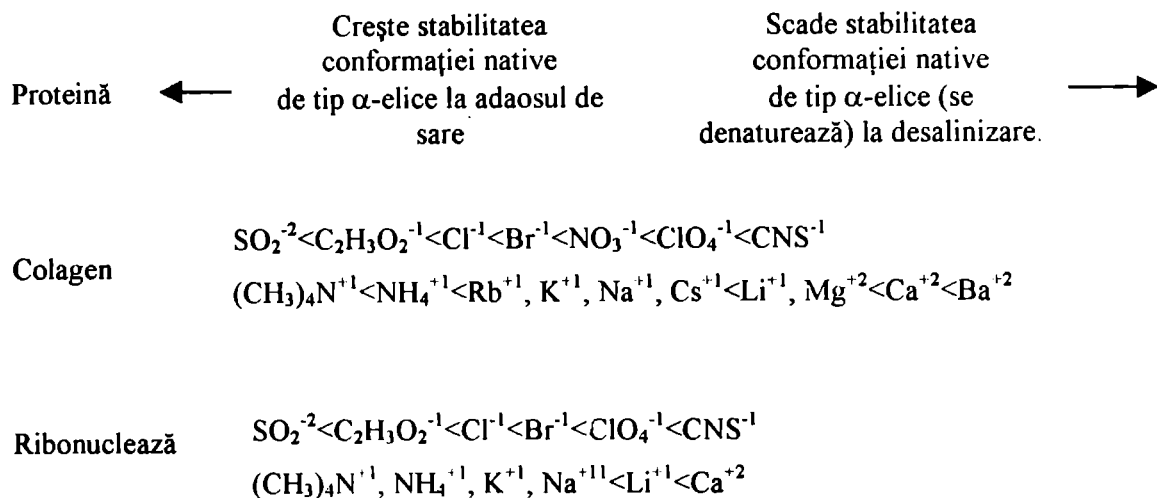 Crește stabilitatea
conformației native
de tip α-elice la adaosul de
sare
Scade stabilitatea
conformației native
de tip α-elice (se
denaturează) la desalinizare.
Proteină
Colagen
SO₂⁻²<C₂H₃O₂⁻¹<Cl⁻¹<Br⁻¹<NO₃⁻¹<ClO₄⁻¹<CNS⁻¹
(CH₃)₄N⁺¹<NH₄⁺¹<Rb⁺¹, K⁺¹, Na⁺¹, Cs⁺¹<Li⁺¹, Mg⁺²<Ca⁺²<Ba⁺²
Ribonuclează
SO₂⁻²<C₂H₃O₂⁻¹<Cl⁻¹<Br⁻¹<ClO₄⁻¹<CNS⁻¹
(CH₃)₄N⁺¹, NH₄⁺¹, K⁺¹, Na⁺¹¹<Li⁺¹<Ca⁺²